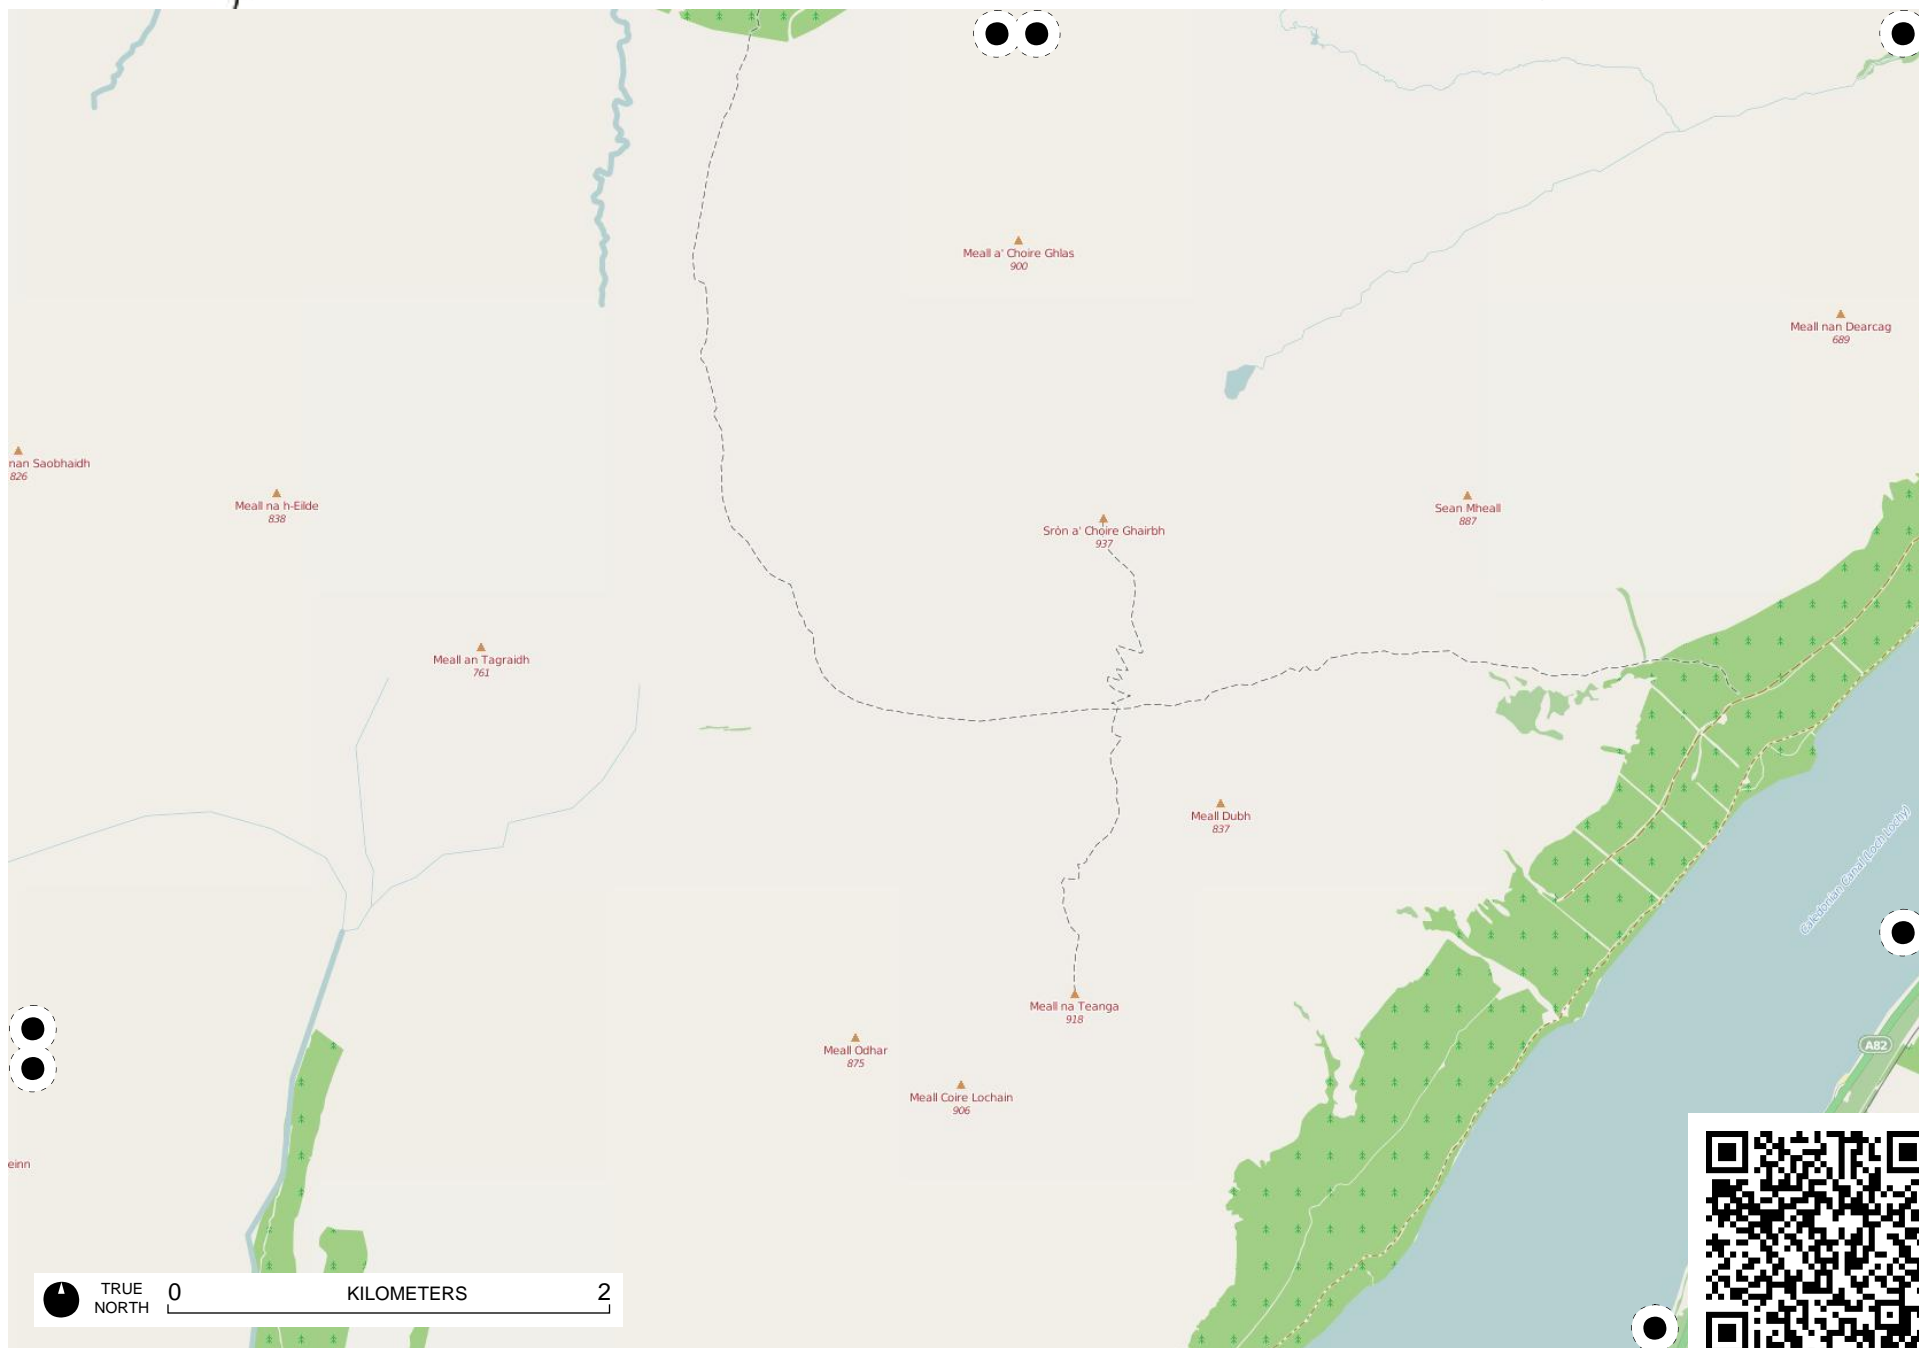 Meall a' Choire Ghlas
900
Meall nan Dearcag
689
nan Saobhaidh
826
Meall na h-Eilde
838
Sean Mheall
887
Sròn a' Choire Ghairbh
937
Meall an Tagraidh
761
Meall Dubh
837
Caledonian Canal (Loch Lochy)
Meall na Teanga
918
Meall Odhar
875
A82
Meall Coire Lochain
906
einn
TRUE
NORTH
0 KILOMETERS 2